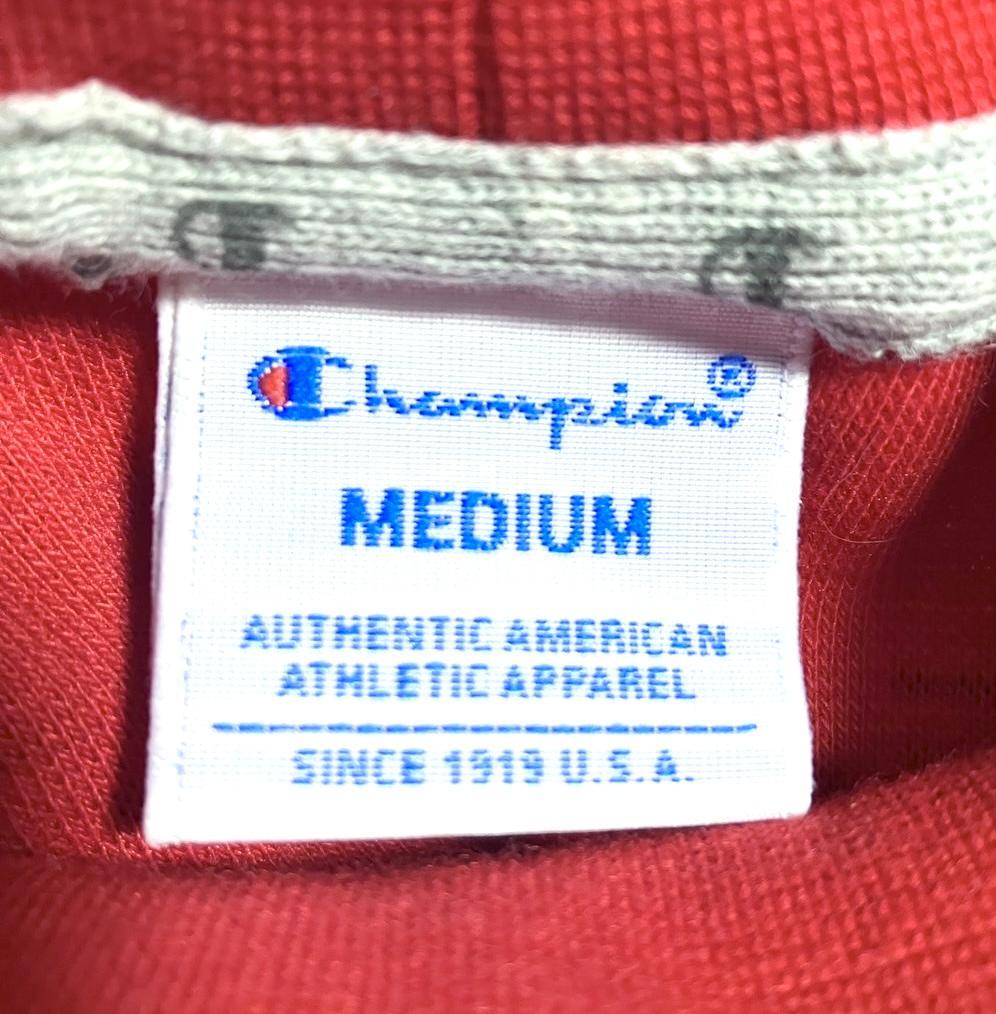 Champion®
MEDIUM
AUTHENTIC AMERICAN
ATHLETIC APPAREL
SINCE 1919 U.S.A.